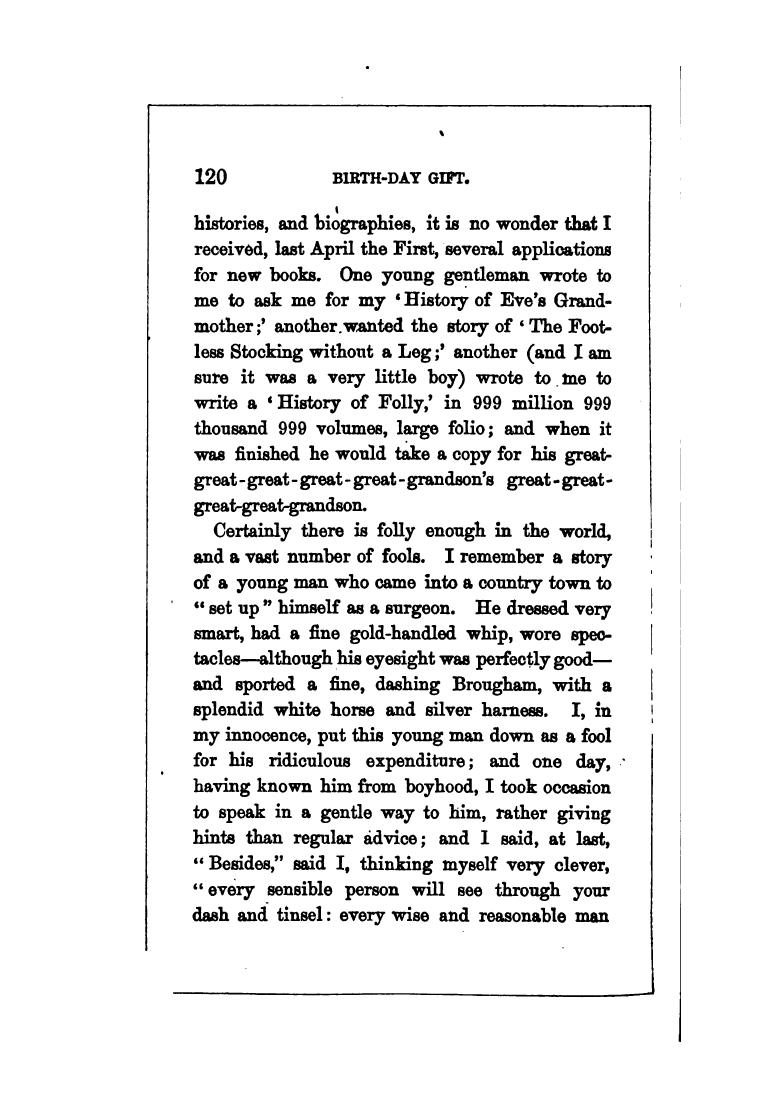 120 BIRTH-DAY GIFT.
histories, and biographies, it is no wonder that I
received, last April the First, several applications
for new books. One young gentleman wrote to
me to ask me for my ‘History of Eve's Grand-
mother;’ another wanted the story of ‘The Foot-
less Stocking without a Leg;’ another (and I am
sure it was a very little boy) wrote to me to
write a ‘History of Folly,’ in 999 million 999
thousand 999 volumes, large folio; and when it
was finished he would take a copy for his great-
great-great-great-great-grandson's great-great-
great-great-grandson.
Certainly there is folly enough in the world,
and a vast number of fools. I remember a story
of a young man who came into a country town to
“set up” himself as a surgeon. He dressed very
smart, had a fine gold-handled whip, wore spec-
tacles—although his eyesight was perfectly good—
and sported a fine, dashing Brougham, with a
splendid white horse and silver harness. I, in
my innocence, put this young man down as a fool
for his ridiculous expenditure; and one day,
having known him from boyhood, I took occasion
to speak in a gentle way to him, rather giving
hints than regular advice; and I said, at last,
“Besides,” said I, thinking myself very clever,
“every sensible person will see through your
dash and tinsel: every wise and reasonable man